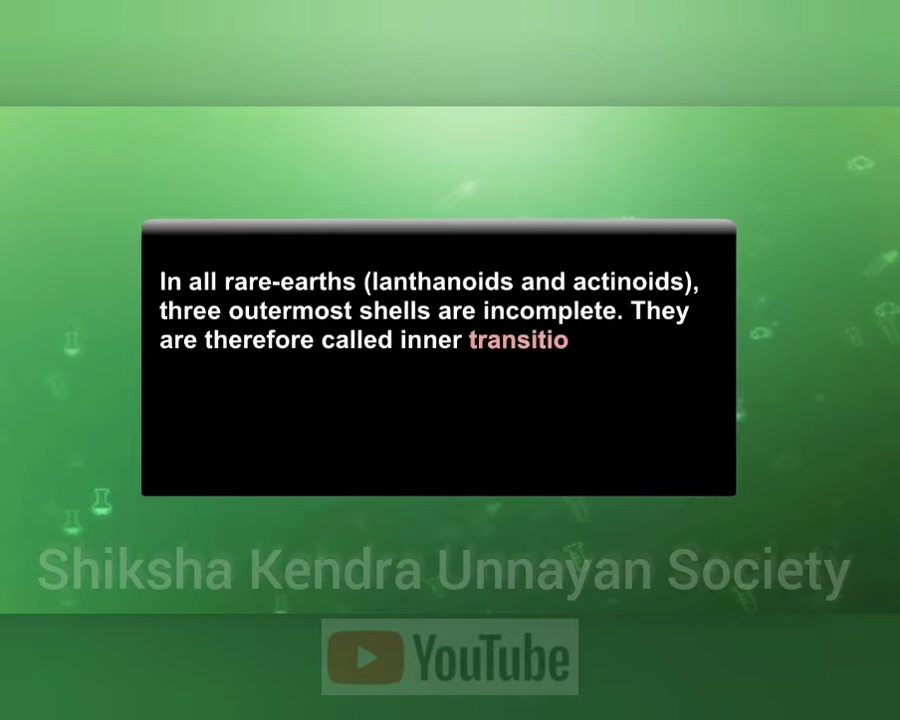 In all rare-earths (lanthanoids and actinoids),
three outermost shells are incomplete. They
are therefore called inner transitio
Shiksha Kendra Unnayan Society
YouTube